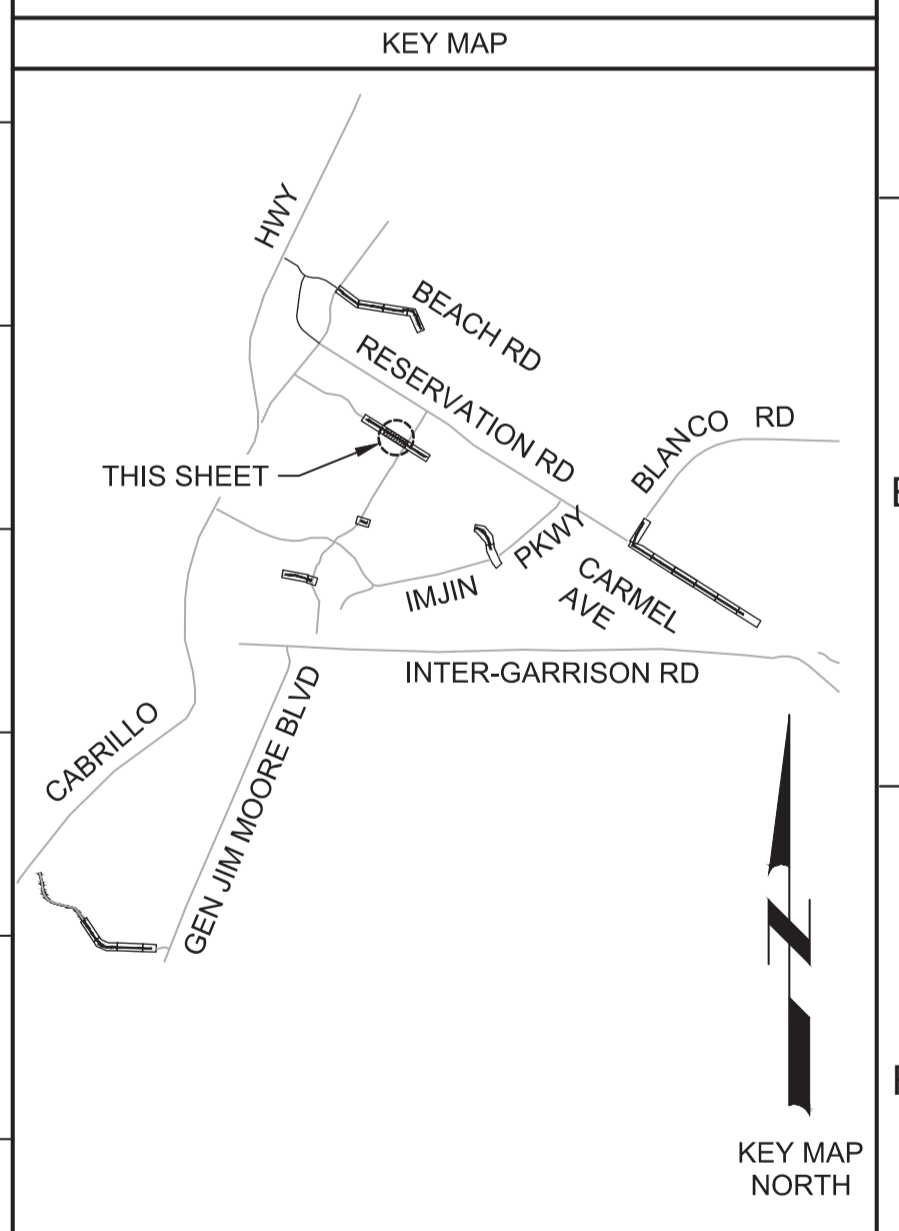 KEY MAP
HWY
BEACH RD
RESERVATION RD
BLANCO RD
THIS SHEET
IMJIN PKWY
CARMEL
AVE
INTER-GARRISON RD
CABRILLO
GEN JIM MOORE BLVD
N
KEY MAP
NORTH